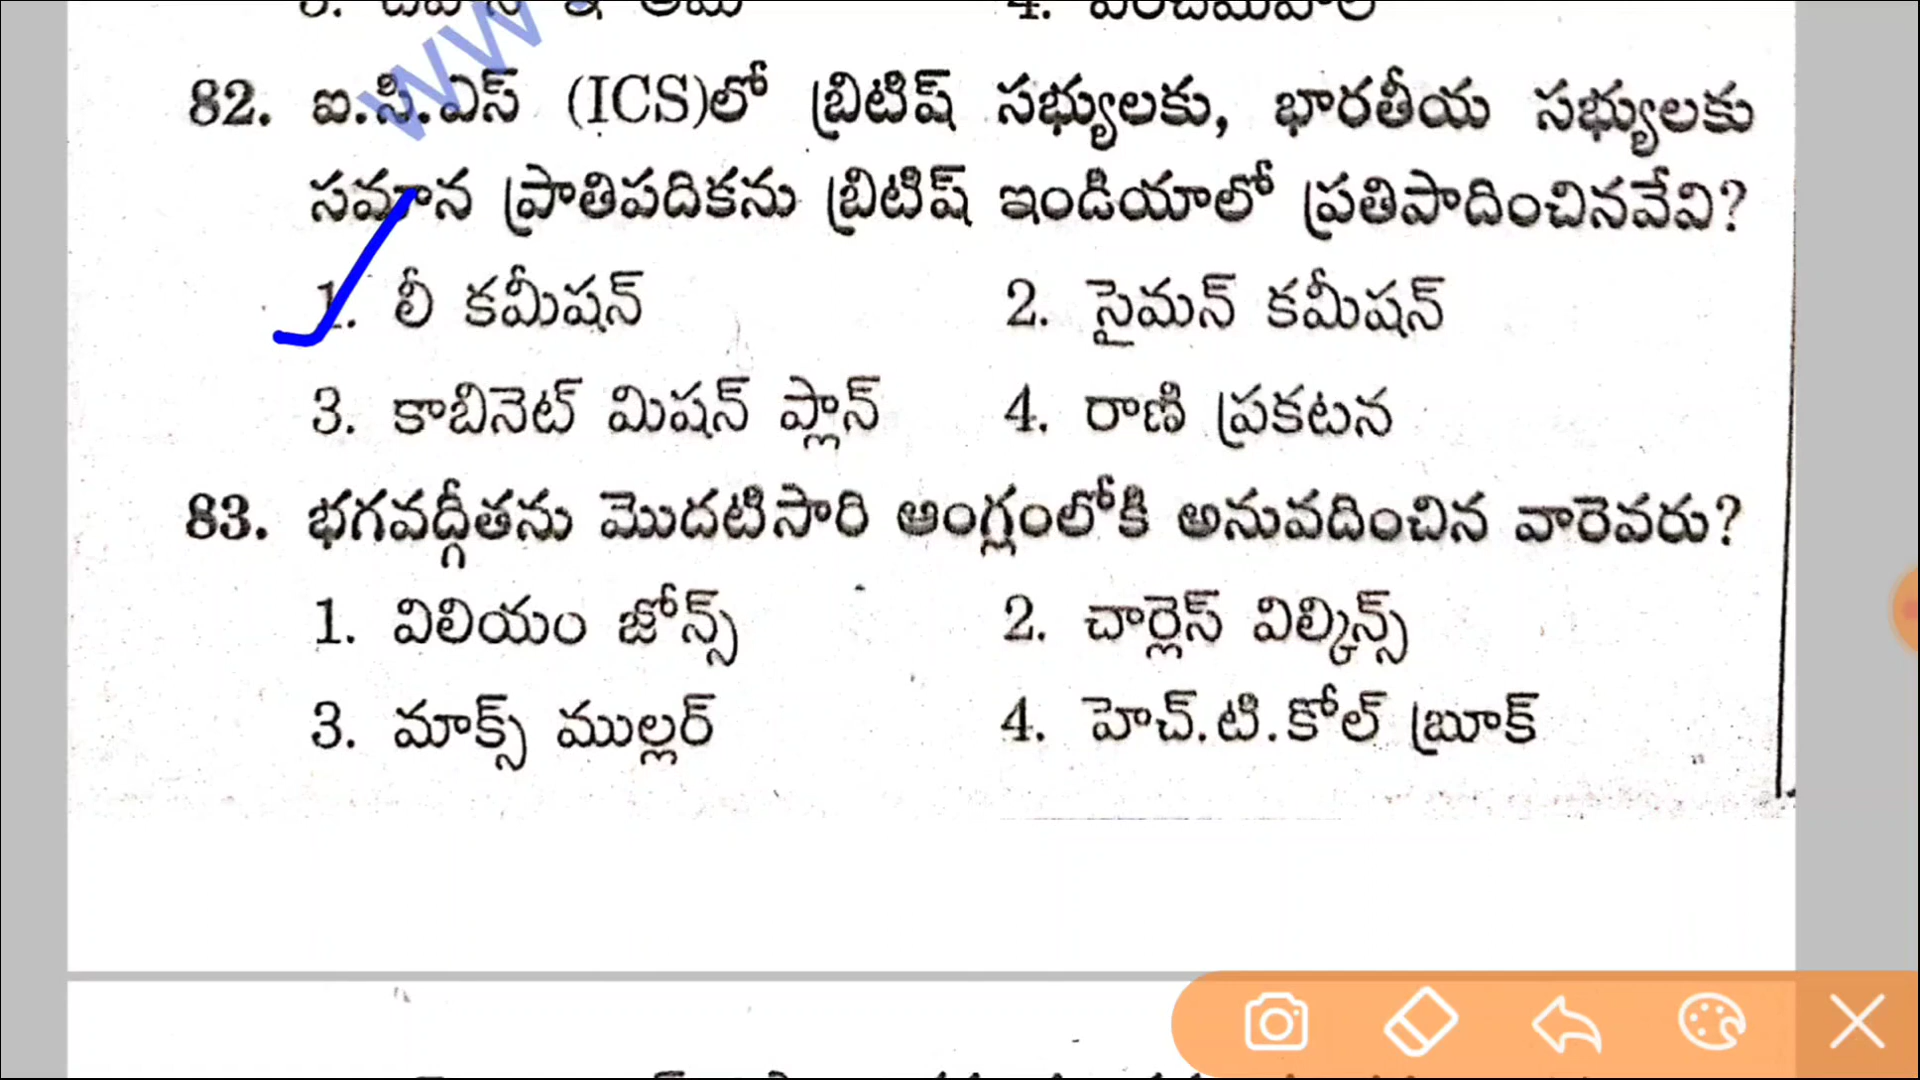 82. ఐ.సి.ఎస్ (ICS)లో బ్రిటిష్ సభ్యులకు, భారతీయ సభ్యులకు
సమాన ప్రాతిపదికను బ్రిటిష్ ఇండియాలో ప్రతిపాదించినవేవి?
1. లీ కమీషన్ 2. సైమన్ కమీషన్
3. కాబినెట్ మిషన్ ప్లాన్ 4. రాణి ప్రకటన
83. భగవద్గీతను మొదటిసారి ఆంగ్లంలోకి అనువదించిన వారెవరు?
1. విలియం జోన్స్ 2. చార్లెస్ విల్కిన్స్
3. మాక్స్ ముల్లర్ 4. హెచ్.టి.కోల్ బ్రూక్